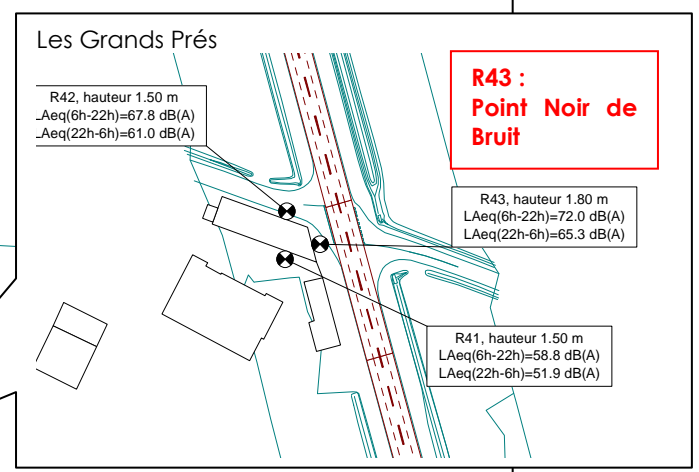 Les Grands Prés
R43 :
Point Noir de
Bruit
R42, hauteur 1.50 m
LAeq(6h-22h)=67.8 dB(A)
LAeq(22h-6h)=61.0 dB(A)
R43, hauteur 1.80 m
LAeq(6h-22h)=72.0 dB(A)
LAeq(22h-6h)=65.3 dB(A)
R41, hauteur 1.50 m
LAeq(6h-22h)=58.8 dB(A)
LAeq(22h-6h)=51.9 dB(A)